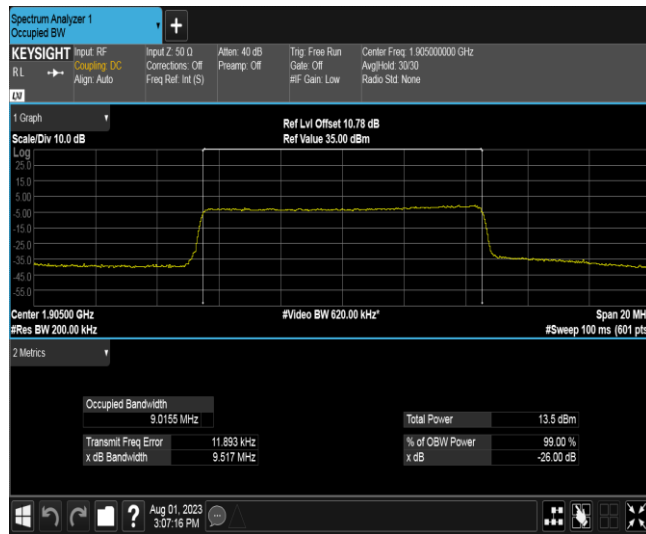 Spectrum Analyzer 1
Occupied BW
+
KEYSIGHT
RL
LXI
Input: RF
Coupling: DC
Align: Auto
Input Z: 50 Ω
Corrections: Off
Freq Ref: Int (S)
Atten: 40 dB
Preamp: Off
Trig: Free Run
Gate: Off
#IF Gain: Low
Center Freq: 1.905000000 GHz
Avg|Hold: 30/30
Radio Std: None
1 Graph
Scale/Div 10.0 dB
Ref Lvl Offset 10.78 dB
Ref Value 35.00 dBm
Log
25.0
15.0
5.00
-5.00
-15.0
-25.0
-35.0
-45.0
-55.0
Center 1.90500 GHz
#Res BW 200.00 kHz
#Video BW 620.00 kHz*
Span 20 MH
#Sweep 100 ms (601 pts
2 Metrics
Occupied Bandwidth
9.0155 MHz
Transmit Freq Error 11.893 kHz
x dB Bandwidth 9.517 MHz
Total Power 13.5 dBm
% of OBW Power 99.00 %
x dB -26.00 dB
?
Aug 01, 2023
3:07:16 PM